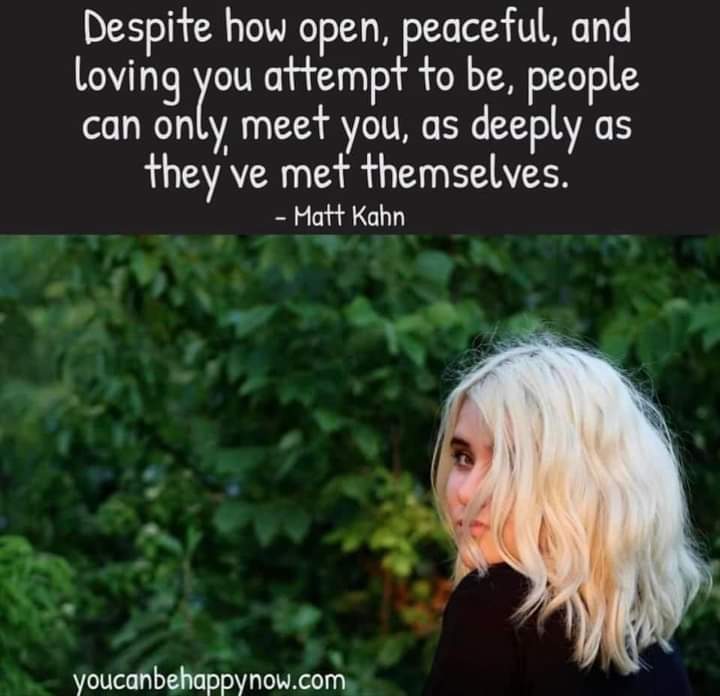 Despite how open, peaceful, and
loving you attempt to be, people
can only meet you, as deeply as
they've met themselves.
- Matt Kahn
youcanbehappynow.com